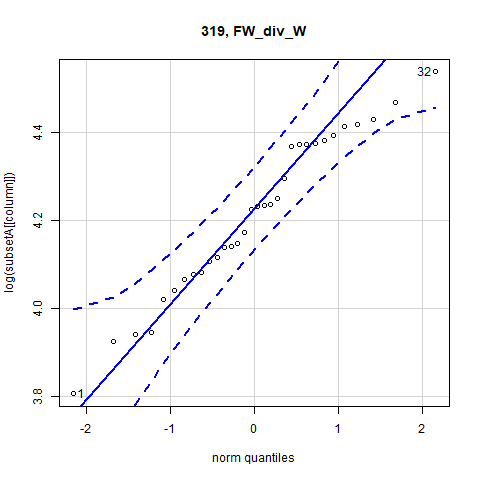 319, FW_div_W
log(subsetA[[column]])
4.4
4.2
4.0
3.8
32
1
-2 -1 0 1 2
norm quantiles